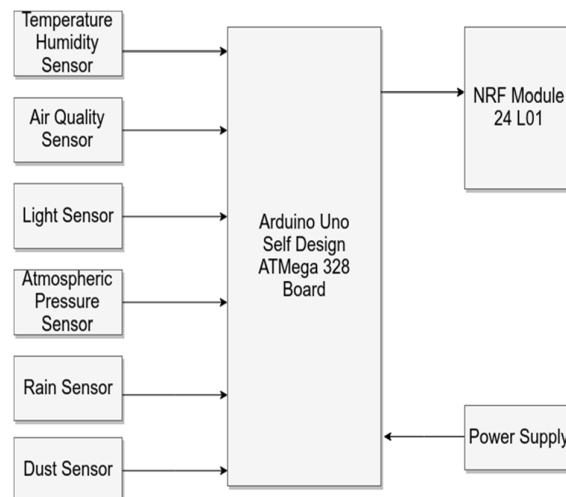 Temperature
Humidity
Sensor
Air Quality
Sensor
Light Sensor
Atmospheric
Pressure
Sensor
Rain Sensor
Dust Sensor
Arduino Uno
Self Design
ATMega 328
Board
NRF Module
24 L01
Power Supply